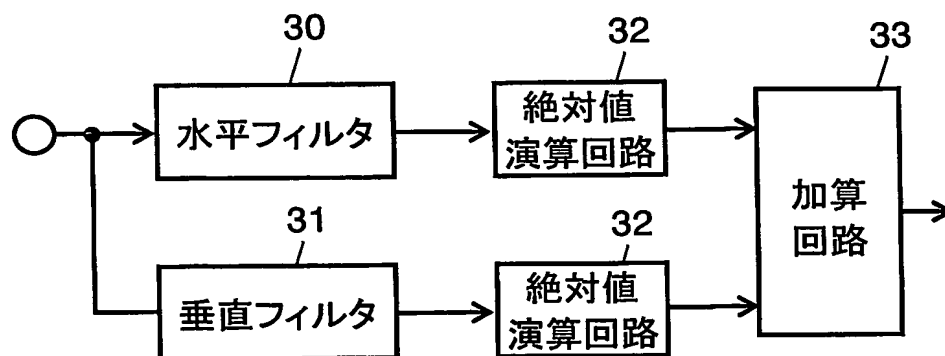 30
水平フィルタ
32
絶対値
演算回路
33
加算
回路
31
垂直フィルタ
32
絶対値
演算回路